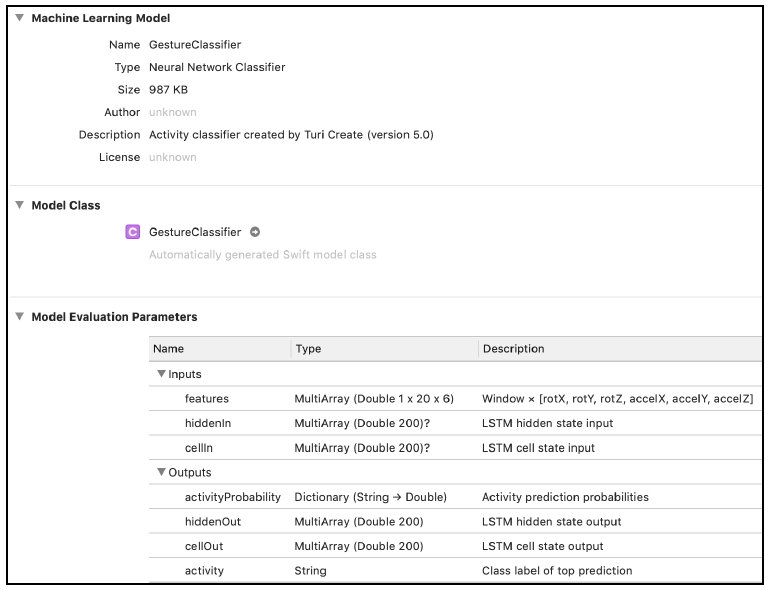 Machine Learning Model
Name GestureClassifier
Type Neural Network Classifier
Size 987 KB
Author unknown
Description Activity classifier created by Turi Create (version 5.0)
License unknown
Model Class
C GestureClassifier
Automatically generated Swift model class
Model Evaluation Parameters
Name Type Description
Inputs
features MultiArray (Double 1 x 20 x 6) Window × [rotX, rotY, rotZ, accelX, accelY, accelZ]
hiddenIn MultiArray (Double 200)? LSTM hidden state input
cellIn MultiArray (Double 200)? LSTM cell state input
Outputs
activityProbability Dictionary (String → Double) Activity prediction probabilities
hiddenOut MultiArray (Double 200) LSTM hidden state output
cellOut MultiArray (Double 200) LSTM cell state output
activity String Class label of top prediction